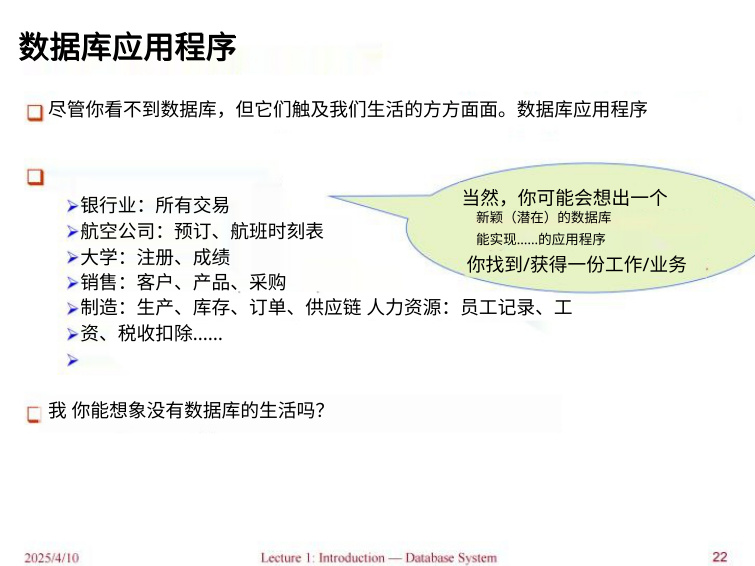 数据库应用程序
尽管你看不到数据库，但它们触及我们生活的方方面面。数据库应用程序
银行业：所有交易
航空公司：预订、航班时刻表
大学：注册、成绩
销售：客户、产品、采购
制造：生产、库存、订单、供应链 人力资源：员工记录、工
资、税收扣除......
当然，你可能会想出一个
新颖（潜在）的数据库
能实现......的应用程序
你找到/获得一份工作/业务
我 你能想象没有数据库的生活吗？
2025/4/10
Lecture 1: Introduction — Database System
22